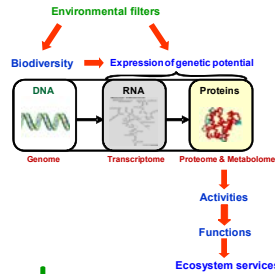 Environmental filters
Biodiversity
Expression of genetic potential
DNA
RNA
Proteins
Genome
Transcriptome
Proteome & Metabolome
Activities
Functions
Ecosystem services